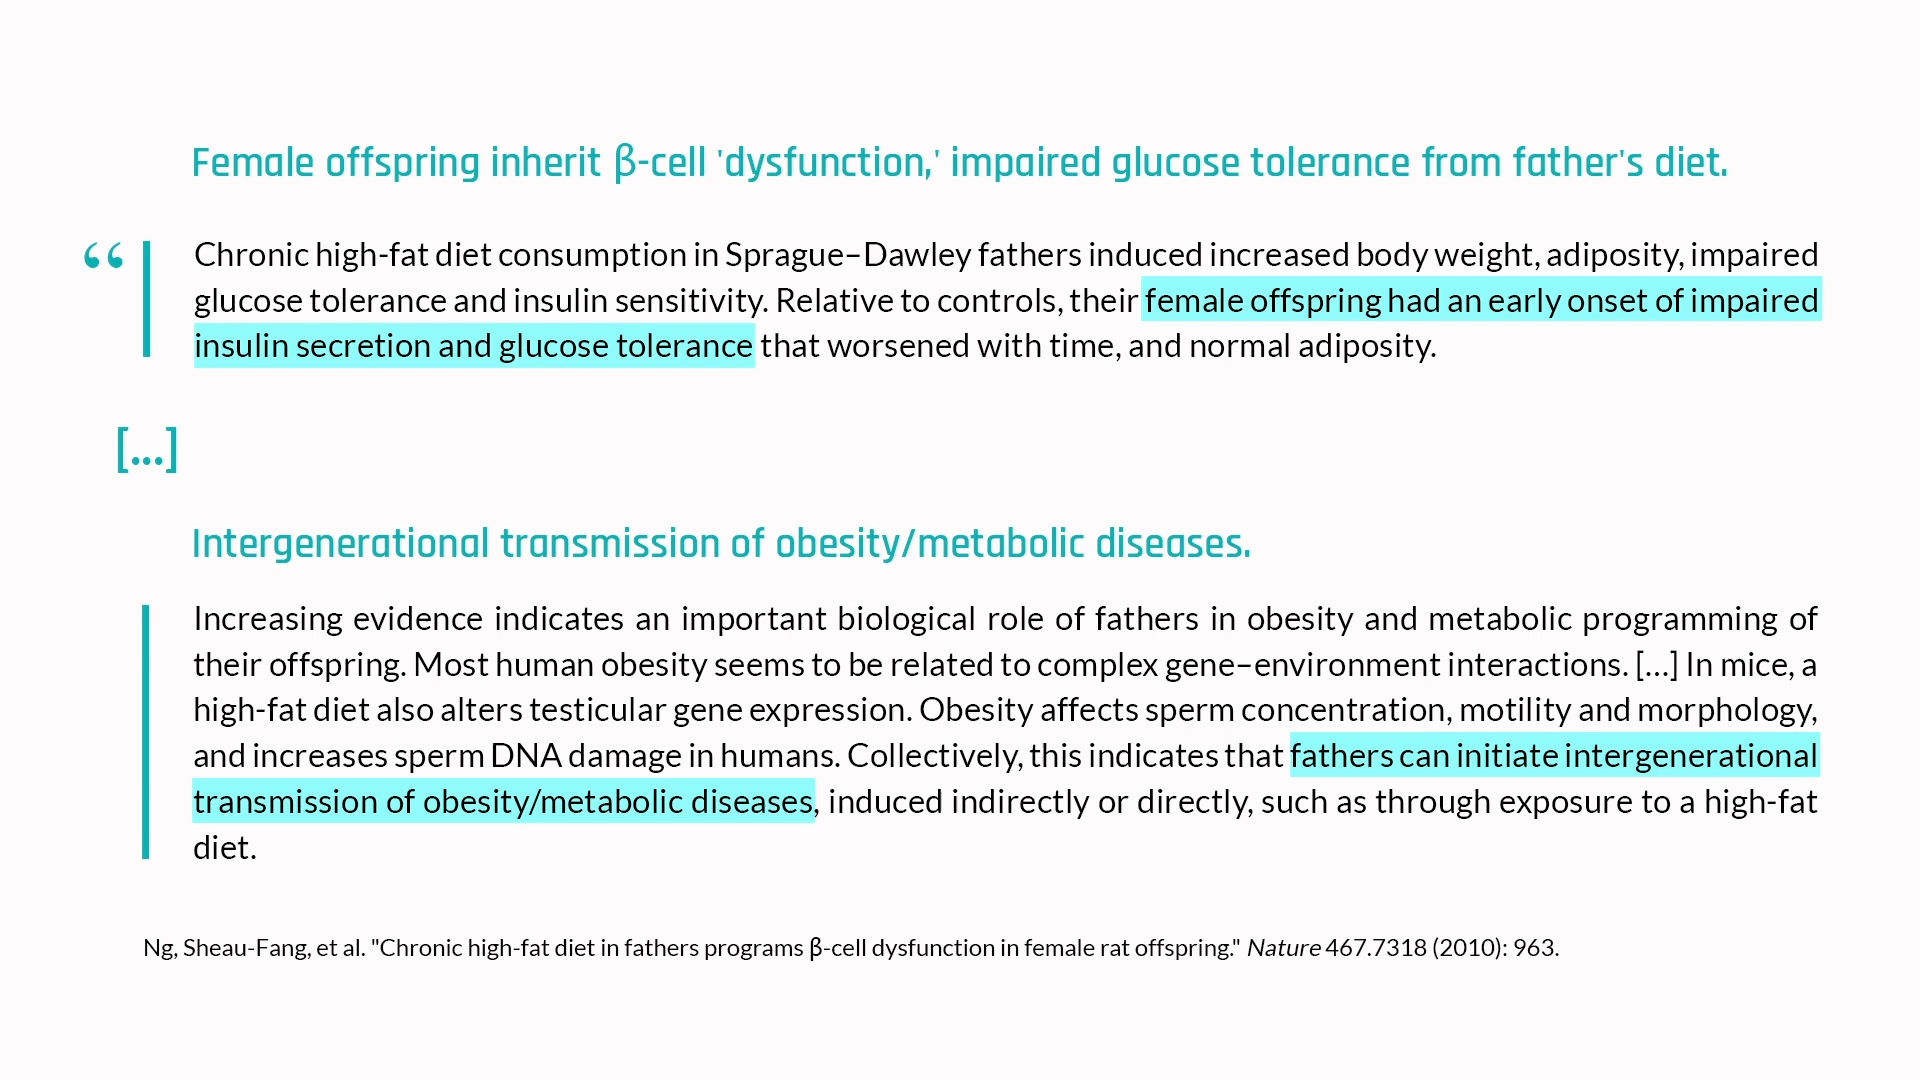 Female offspring inherit β-cell 'dysfunction,' impaired glucose tolerance from father's diet.
“
Chronic high-fat diet consumption in Sprague–Dawley fathers induced increased body weight, adiposity, impaired
glucose tolerance and insulin sensitivity. Relative to controls, their female offspring had an early onset of impaired
insulin secretion and glucose tolerance that worsened with time, and normal adiposity.
[...]
Intergenerational transmission of obesity/metabolic diseases.
Increasing evidence indicates an important biological role of fathers in obesity and metabolic programming of
their offspring. Most human obesity seems to be related to complex gene–environment interactions. [...] In mice, a
high-fat diet also alters testicular gene expression. Obesity affects sperm concentration, motility and morphology,
and increases sperm DNA damage in humans. Collectively, this indicates that fathers can initiate intergenerational
transmission of obesity/metabolic diseases, induced indirectly or directly, such as through exposure to a high-fat
diet.
Ng, Sheau-Fang, et al. "Chronic high-fat diet in fathers programs β-cell dysfunction in female rat offspring." Nature 467.7318 (2010): 963.